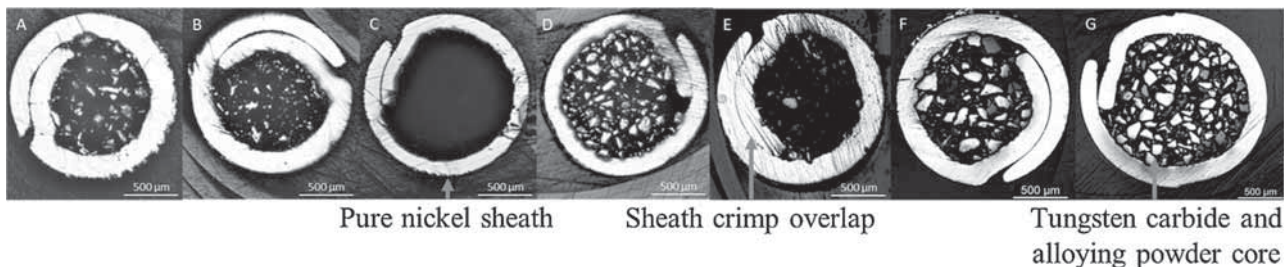 A B C D E F G
500 µm 500 µm 500 µm 500 µm 500 µm 500 µm 500 µm
Pure nickel sheath Sheath crimp overlap Tungsten carbide and
alloying powder core